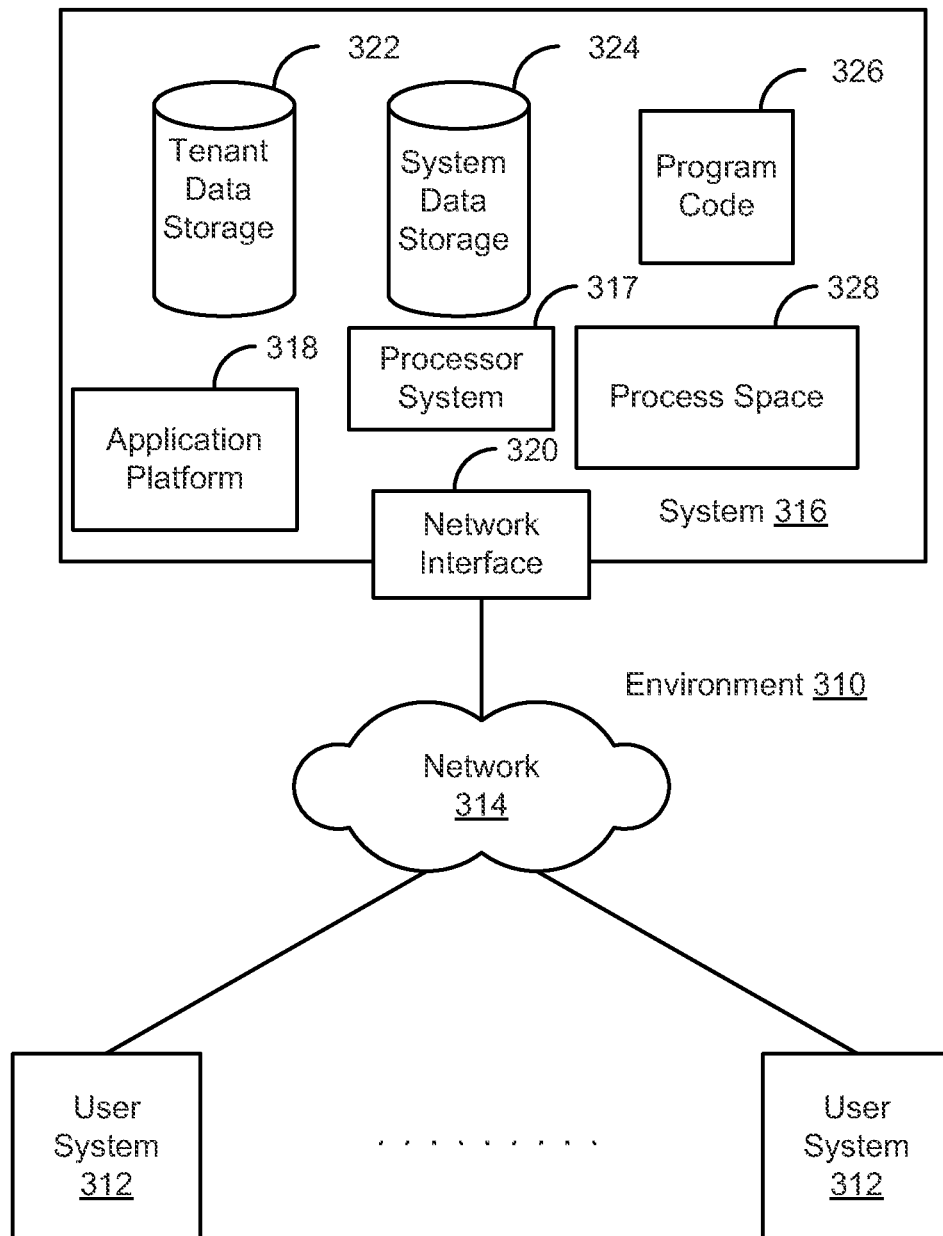 322
324
326
Tenant
Data
Storage
System
Data
Storage
Program
Code
317
328
318
Processor
System
Process Space
Application
Platform
320
System 316
Network
Interface
Environment 310
Network
314
User
System
312
. . . . . . . . .
User
System
312